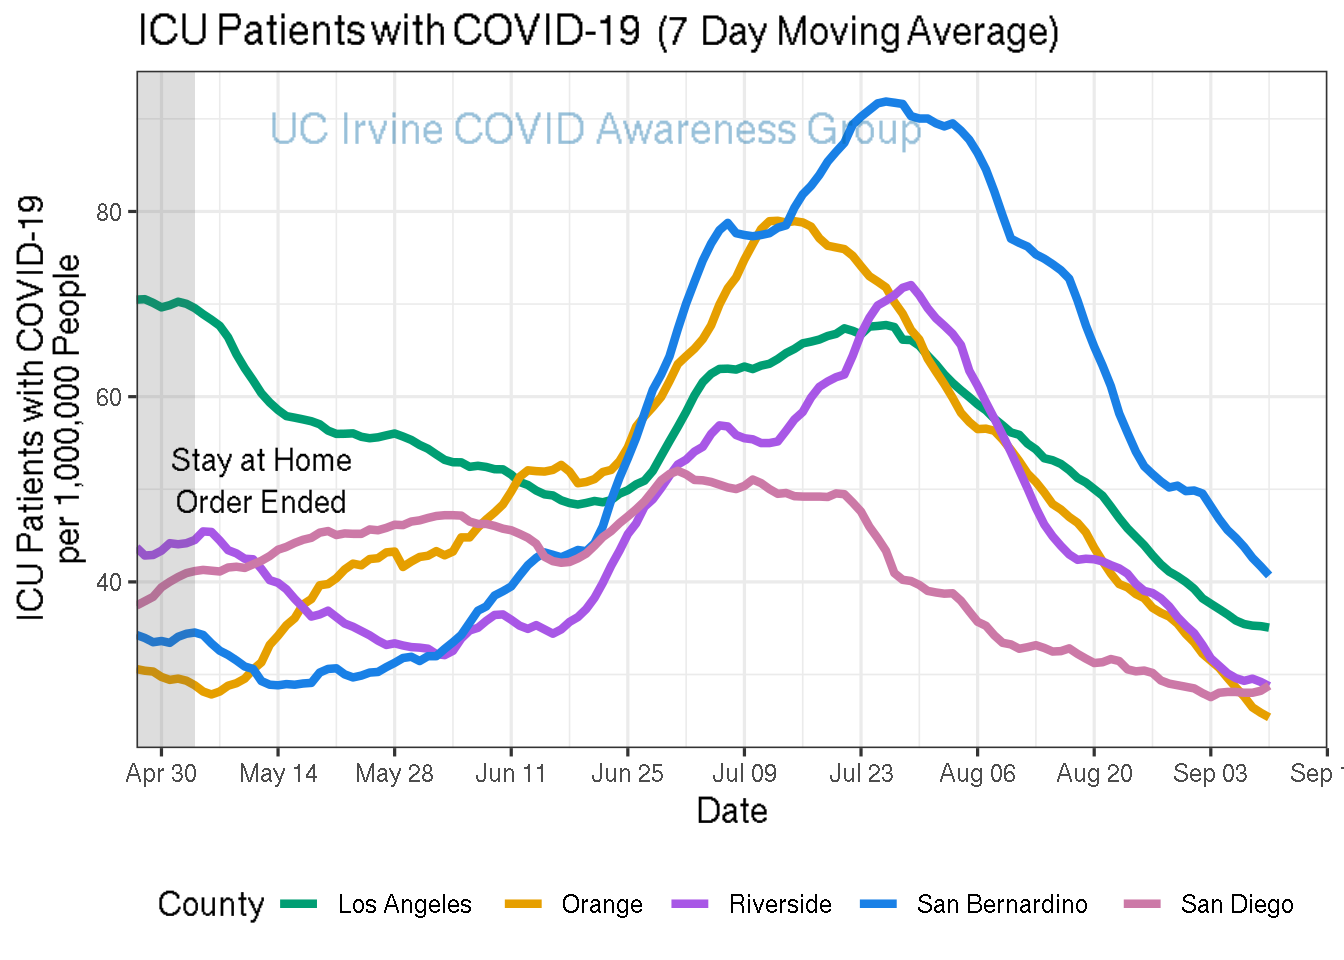 ICU Patients with COVID-19 (7 Day Moving Average)
UC Irvine COVID Awareness Group
ICU Patients with COVID-19
per 1,000,000 People
80
60
40
Stay at Home
Order Ended
Apr 30 May 14 May 28 Jun 11 Jun 25 Jul 09 Jul 23 Aug 06 Aug 20 Sep 03 Sep
Date
County Los Angeles Orange Riverside San Bernardino San Diego